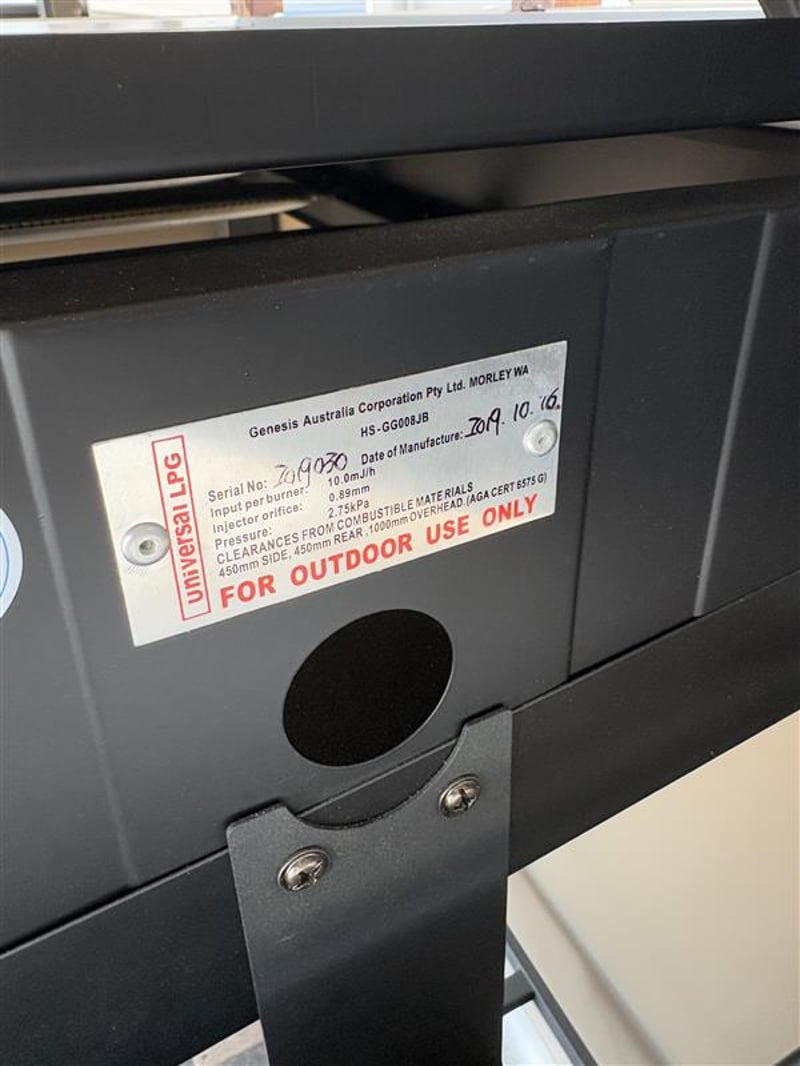 Genesis Australia Corporation Pty Ltd. MORLEY WA
HS-GG008JB
Serial No: 2019030 Date of Manufacture: 2019.10.16.
Input per burner: 10.0mJ/h
Injector orifice: 0.89mm
Pressure: 2.75kPa
CLEARANCES FROM COMBUSTIBLE MATERIALS
450mm SIDE, 450mm REAR, 1000mm OVERHEAD.(AGA CERT 6575 G)
FOR OUTDOOR USE ONLY
Universal LPG